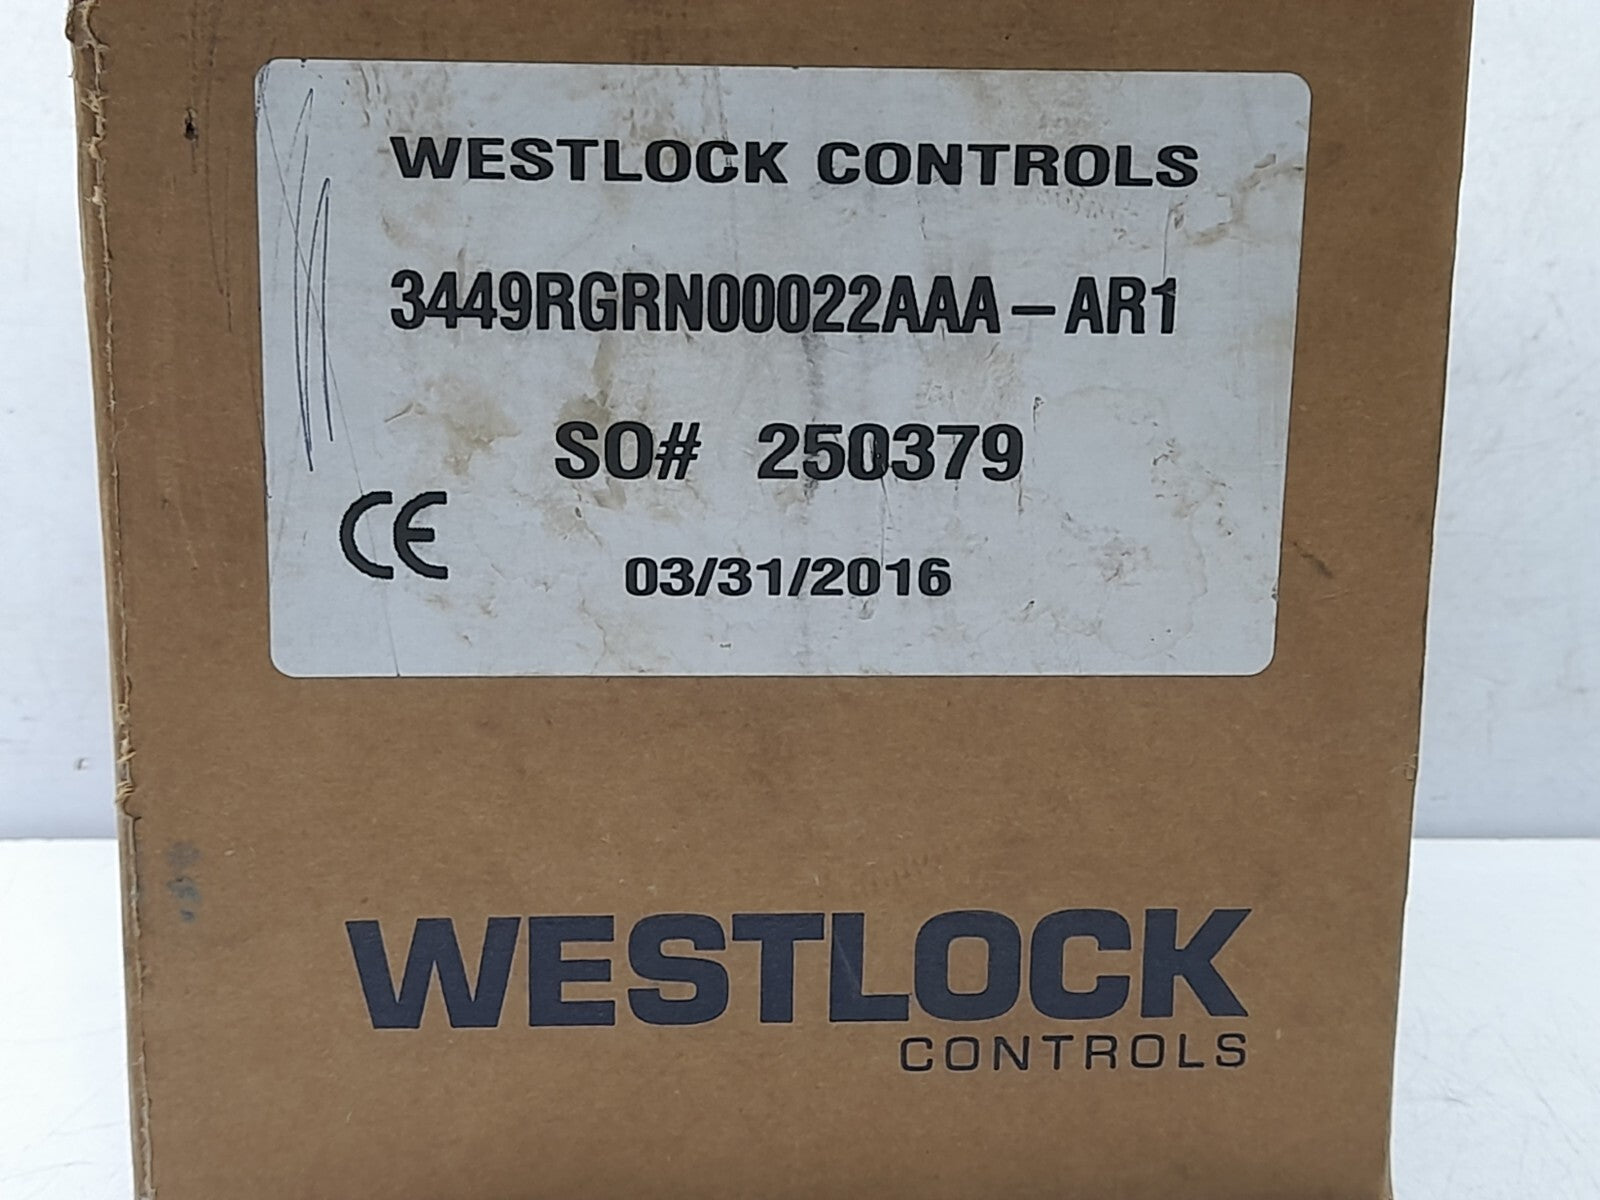 WESTLOCK CONTROLS
3449RGRN00022AAA-AR1
SO# 250379
CE
03/31/2016
WESTLOCK
CONTROLS